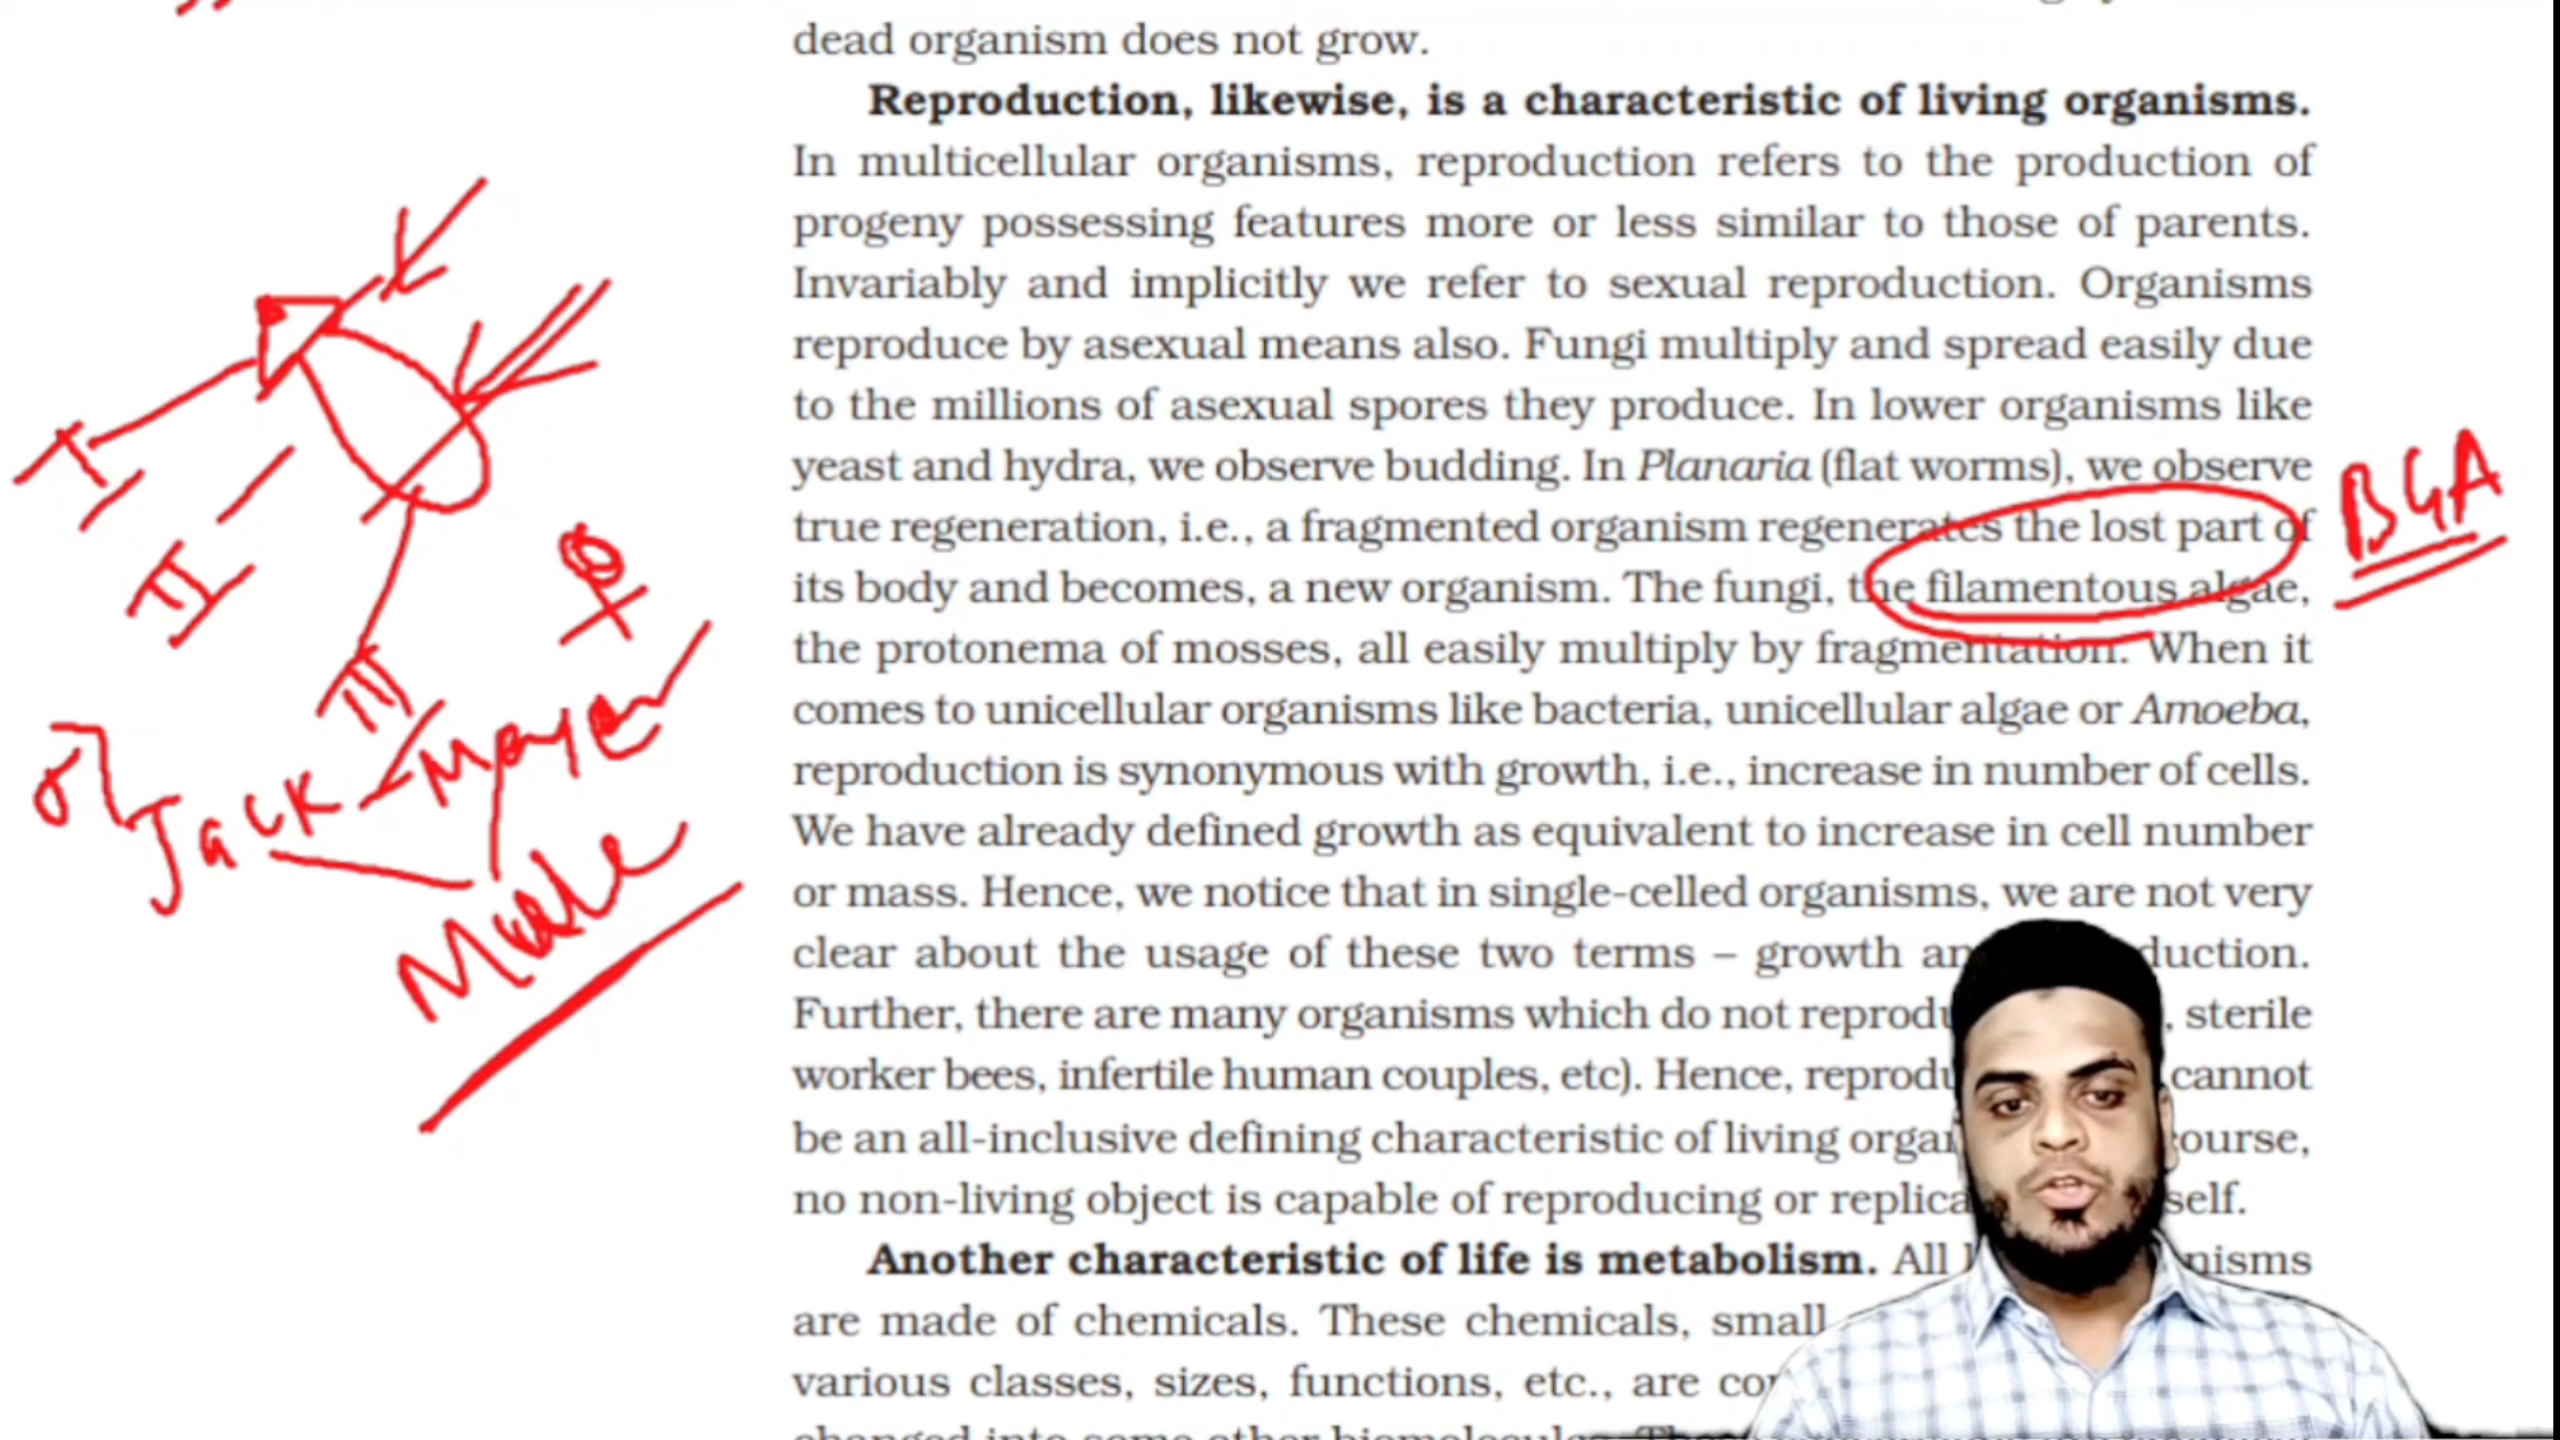 dead organism does not grow.
Reproduction, likewise, is a characteristic of living organisms.
In multicellular organisms, reproduction refers to the production of
progeny possessing features more or less similar to those of parents.
Invariably and implicitly we refer to sexual reproduction. Organisms
reproduce by asexual means also. Fungi multiply and spread easily due
to the millions of asexual spores they produce. In lower organisms like
yeast and hydra, we observe budding. In Planaria (flat worms), we observe
true regeneration, i.e., a fragmented organism regenerates the lost part of
its body and becomes, a new organism. The fungi, the filamentous algae,
the protonema of mosses, all easily multiply by fragmentation. When it
comes to unicellular organisms like bacteria, unicellular algae or Amoeba,
reproduction is synonymous with growth, i.e., increase in number of cells.
We have already defined growth as equivalent to increase in cell number
or mass. Hence, we notice that in single-celled organisms, we are not very
clear about the usage of these two terms – growth an duction.
Further, there are many organisms which do not reprodu , sterile
worker bees, infertile human couples, etc). Hence, reprodu cannot
be an all-inclusive defining characteristic of living organ course,
no non-living object is capable of reproducing or replica self.
Another characteristic of life is metabolism. All l nisms
are made of chemicals. These chemicals, small
various classes, sizes, functions, etc., are co
BGA
I
II
III
♀
Jack
Mule